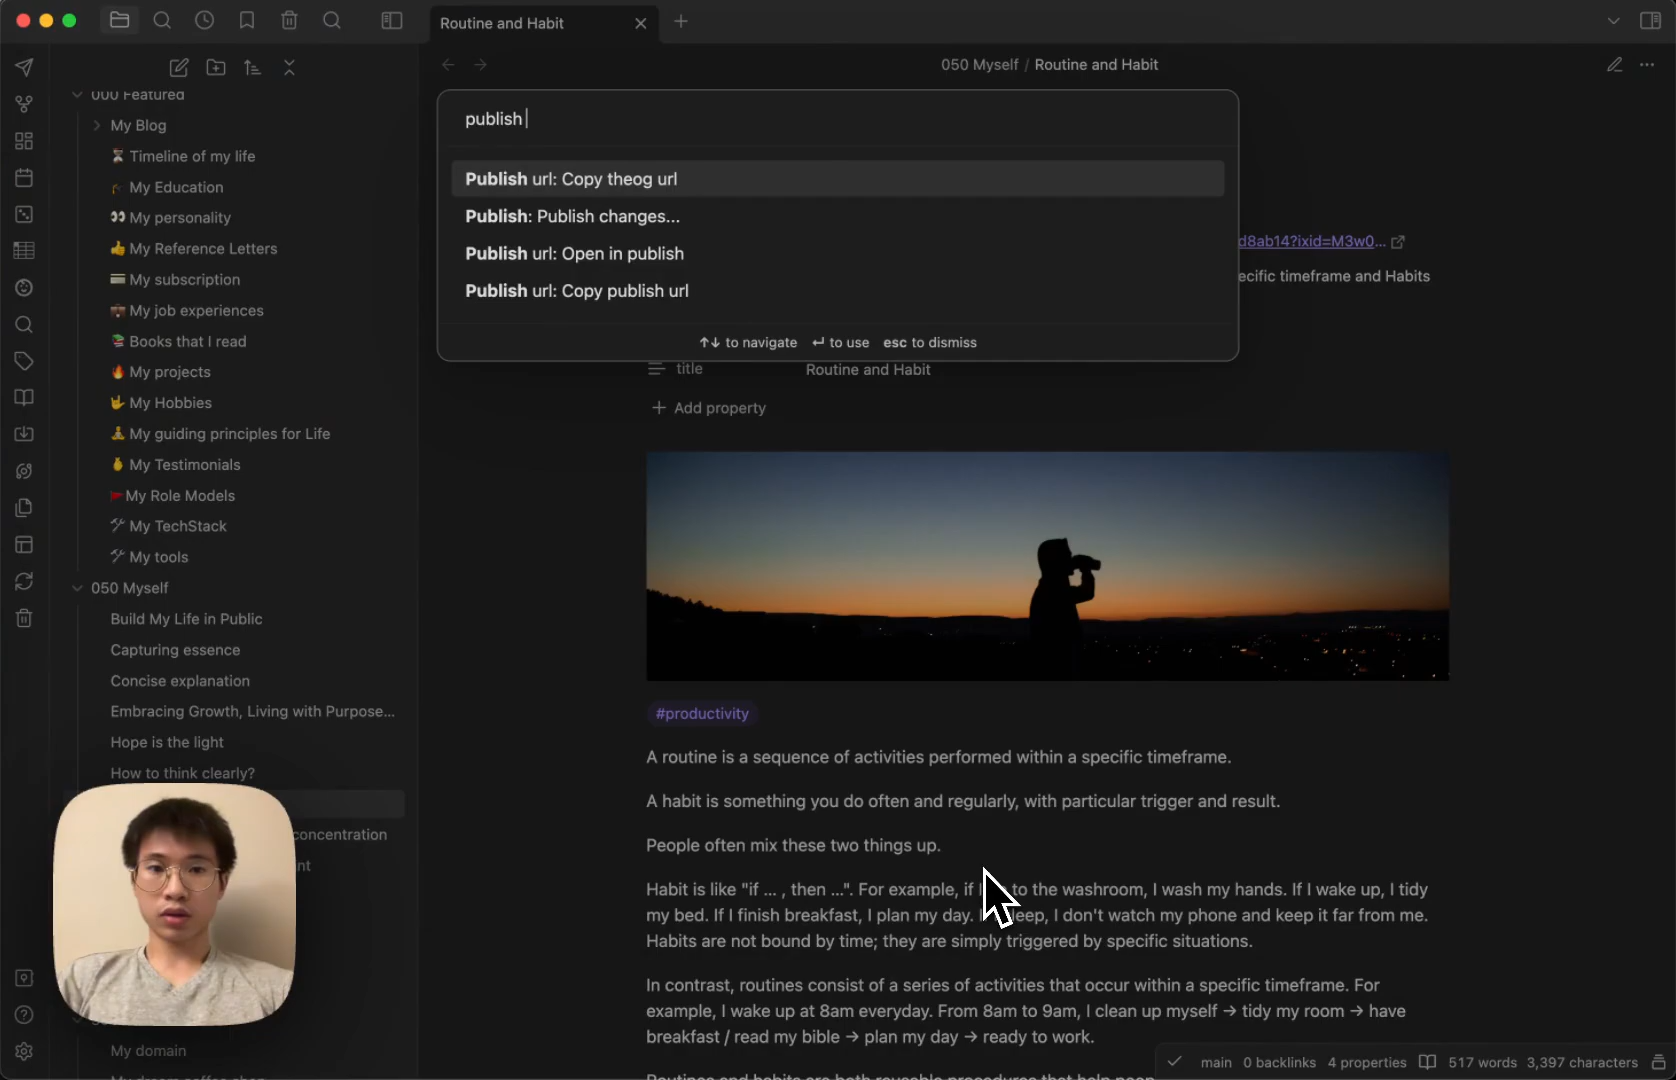 Routine and Habit
050 Myself / Routine and Habit
000 Featured
My Blog
Timeline of my life
My Education
My personality
My Reference Letters
My subscription
My job experiences
Books that I read
My projects
My Hobbies
My guiding principles for Life
My Testimonials
My Role Models
My TechStack
My tools
050 Myself
Build My Life in Public
Capturing essence
Concise explanation
Embracing Growth, Living with Purpose...
Hope is the light
How to think clearly?
concentration
nt
My domain
publish
Publish url: Copy theog url
Publish: Publish changes...
Publish url: Open in publish
Publish url: Copy publish url
↑↓ to navigate ↵ to use esc to dismiss
d8ab14?ixid=M3w0...
ecific timeframe and Habits
title Routine and Habit
+ Add property
#productivity
A routine is a sequence of activities performed within a specific timeframe.
A habit is something you do often and regularly, with particular trigger and result.
People often mix these two things up.
Habit is like "if ... , then ...". For example, if I to the washroom, I wash my hands. If I wake up, I tidy
my bed. If I finish breakfast, I plan my day. eep, I don't watch my phone and keep it far from me.
Habits are not bound by time; they are simply triggered by specific situations.
In contrast, routines consist of a series of activities that occur within a specific timeframe. For
example, I wake up at 8am everyday. From 8am to 9am, I clean up myself → tidy my room → have
breakfast / read my bible → plan my day → ready to work.
main 0 backlinks 4 properties 517 words 3,397 characters